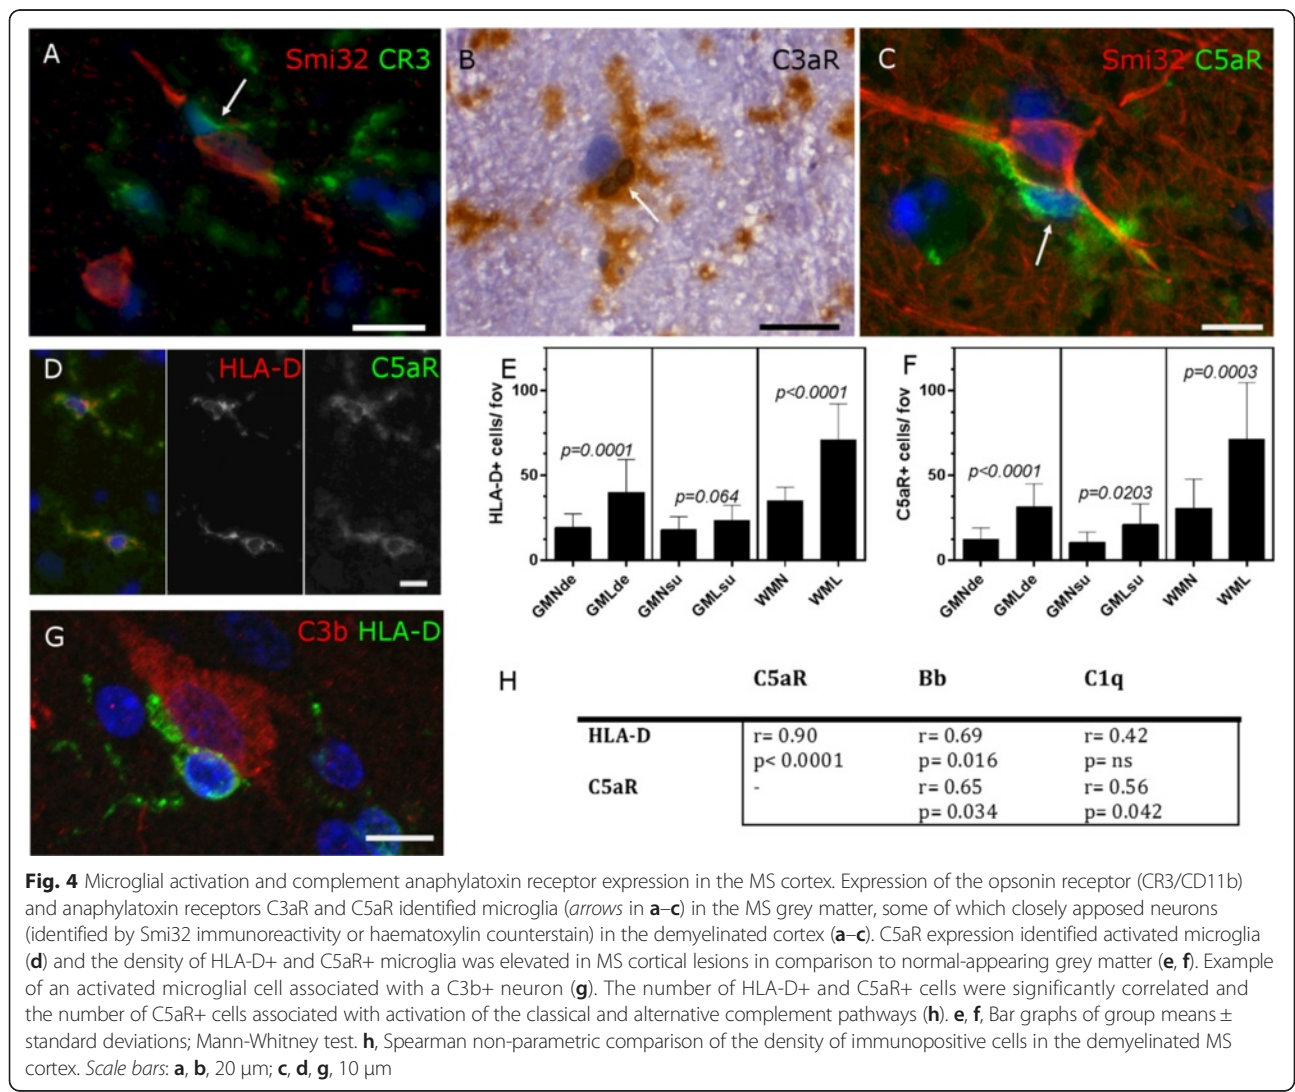 A
Smi32 CR3
B
C3aR
C
Smi32 C5aR
D
HLA-D
C5aR
E
HLA-D+ cells/ fov
100
50
0
p=0.0001
p=0.064
p<0.0001
GMNde
GMLde
GMNsu
GMLsu
WMN
WML
F
C5aR+ cells/ fov
100
50
0
p<0.0001
p=0.0203
p=0.0003
GMNde
GMLde
GMNsu
GMLsu
WMN
WML
G
C3b HLA-D
H
C5aR Bb C1q
HLA-D r= 0.90 r= 0.69 r= 0.42
p< 0.0001 p= 0.016 p= ns
C5aR - r= 0.65 r= 0.56
p= 0.034 p= 0.042
Fig. 4 Microglial activation and complement anaphylatoxin receptor expression in the MS cortex. Expression of the opsonin receptor (CR3/CD11b)
and anaphylatoxin receptors C3aR and C5aR identified microglia (arrows in a–c) in the MS grey matter, some of which closely apposed neurons
(identified by Smi32 immunoreactivity or haematoxylin counterstain) in the demyelinated cortex (a–c). C5aR expression identified activated microglia
(d) and the density of HLA-D+ and C5aR+ microglia was elevated in MS cortical lesions in comparison to normal-appearing grey matter (e, f). Example
of an activated microglial cell associated with a C3b+ neuron (g). The number of HLA-D+ and C5aR+ cells were significantly correlated and
the number of C5aR+ cells associated with activation of the classical and alternative complement pathways (h). e, f, Bar graphs of group means ±
standard deviations; Mann-Whitney test. h, Spearman non-parametric comparison of the density of immunopositive cells in the demyelinated MS
cortex. Scale bars: a, b, 20 μm; c, d, g, 10 μm